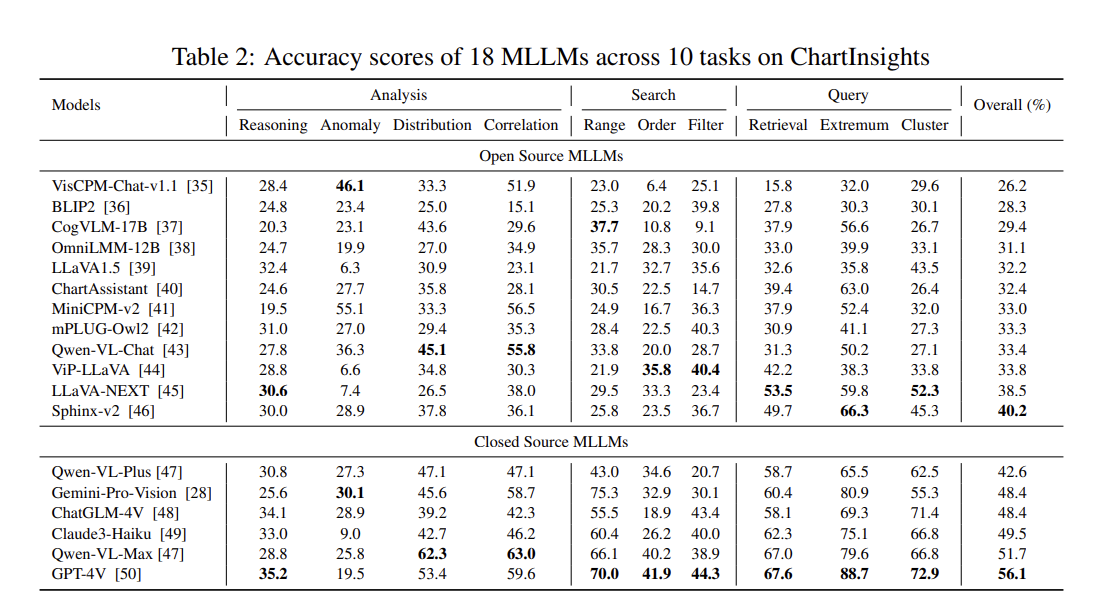 Table 2: Accuracy scores of 18 MLLMs across 10 tasks on ChartInsights
Models Analysis Search Query Overall (%)
Reasoning Anomaly Distribution Correlation Range Order Filter Retrieval Extremum Cluster
Open Source MLLMs
VisCPM-Chat-v1.1 [35] 28.4 46.1 33.3 51.9 23.0 6.4 25.1 15.8 32.0 29.6 26.2
BLIP2 [36] 24.8 23.4 25.0 15.1 25.3 20.2 39.8 27.8 30.3 30.1 28.3
CogVLM-17B [37] 20.3 23.1 43.6 29.6 37.7 10.8 9.1 37.9 56.6 26.7 29.4
OmniLMM-12B [38] 24.7 19.9 27.0 34.9 35.7 28.3 30.0 33.0 39.9 33.1 31.1
LLaVA1.5 [39] 32.4 6.3 30.9 23.1 21.7 32.7 35.6 32.6 35.8 43.5 32.2
ChartAssistant [40] 24.6 27.7 35.8 28.1 30.5 22.5 14.7 39.4 63.0 26.4 32.4
MiniCPM-v2 [41] 19.5 55.1 33.3 56.5 24.9 16.7 36.3 37.9 52.4 32.0 33.0
mPLUG-Owl2 [42] 31.0 27.0 29.4 35.3 28.4 22.5 40.3 30.9 41.1 27.3 33.3
Qwen-VL-Chat [43] 27.8 36.3 45.1 55.8 33.8 20.0 28.7 31.3 50.2 27.1 33.4
ViP-LLaVA [44] 28.8 6.6 34.8 30.3 21.9 35.8 40.4 42.2 38.3 33.8 33.8
LLaVA-NEXT [45] 30.6 7.4 26.5 38.0 29.5 33.3 23.4 53.5 59.8 52.3 38.5
Sphinx-v2 [46] 30.0 28.9 37.8 36.1 25.8 23.5 36.7 49.7 66.3 45.3 40.2
Closed Source MLLMs
Qwen-VL-Plus [47] 30.8 27.3 47.1 47.1 43.0 34.6 20.7 58.7 65.5 62.5 42.6
Gemini-Pro-Vision [28] 25.6 30.1 45.6 58.7 75.3 32.9 30.1 60.4 80.9 55.3 48.4
ChatGLM-4V [48] 34.1 28.9 39.2 42.3 55.5 18.9 43.4 58.1 69.3 71.4 48.4
Claude3-Haiku [49] 33.0 9.0 42.7 46.2 60.4 26.2 40.0 62.3 75.1 66.8 49.5
Qwen-VL-Max [47] 28.8 25.8 62.3 63.0 66.1 40.2 38.9 67.0 79.6 66.8 51.7
GPT-4V [50] 35.2 19.5 53.4 59.6 70.0 41.9 44.3 67.6 88.7 72.9 56.1